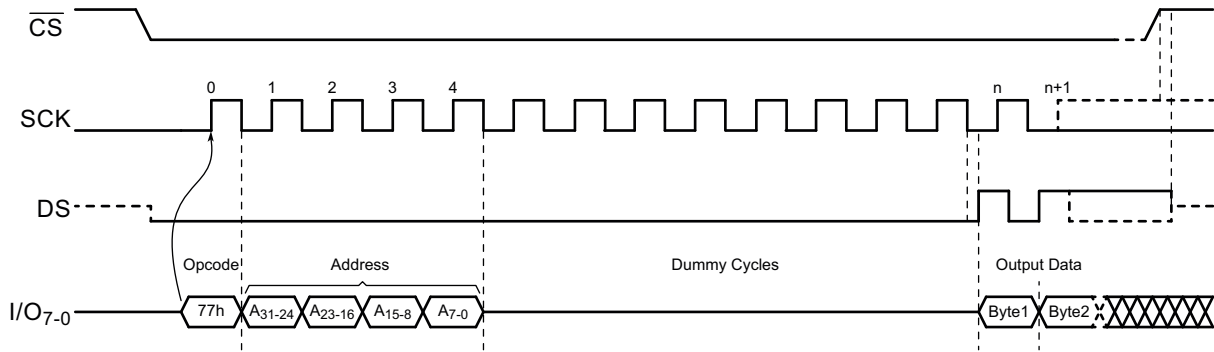 CS
0 1 2 3 4 n n+1
SCK
DS
Opcode Address Dummy Cycles Output Data
I/O7-0 77h A31-24 A23-16 A15-8 A7-0 Byte1 Byte2